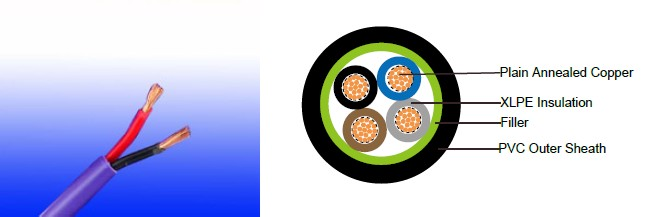 Plain Annealed Copper
XLPE Insulation
Filler
PVC Outer Sheath